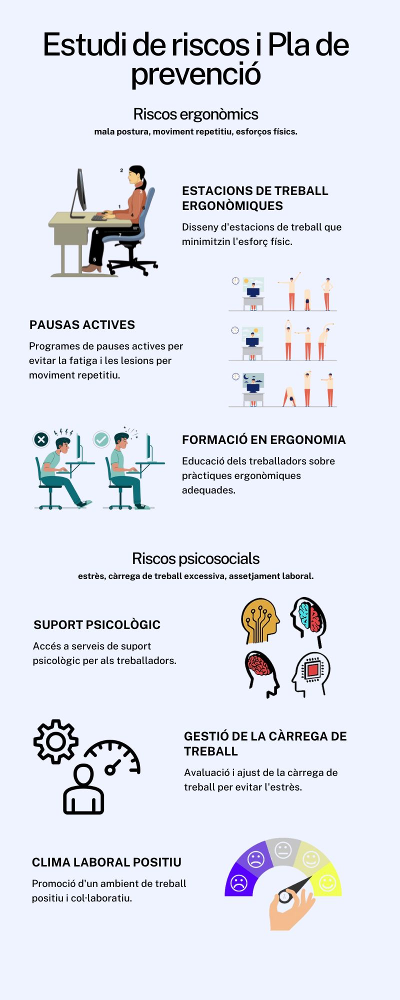 Estudi de riscos i Pla de
prevenció
Riscos ergonòmics
mala postura, moviment repetitiu, esforços físics.
2
3
1
6
4
90°
8
7
5
ESTACIONS DE TREBALL
ERGONÒMIQUES
Disseny d'estacions de treball que
minimitzin l'esforç físic.
PAUSAS ACTIVES
Programes de pauses actives per
evitar la fatiga i les lesions per
moviment repetitiu.
FORMACIÓ EN ERGONOMIA
Educació dels treballadors sobre
pràctiques ergonòmiques
adequades.
Riscos psicosocials
estrès, càrrega de treball excessiva, assetjament laboral.
SUPORT PSICOLÒGIC
Accés a serveis de suport
psicològic per als treballadors.
GESTIÓ DE LA CÀRREGA DE
TREBALL
Avaluació i ajust de la càrrega de
treball per evitar l'estrès.
CLIMA LABORAL POSITIU
Promoció d'un ambient de treball
positiu i col·laboratiu.